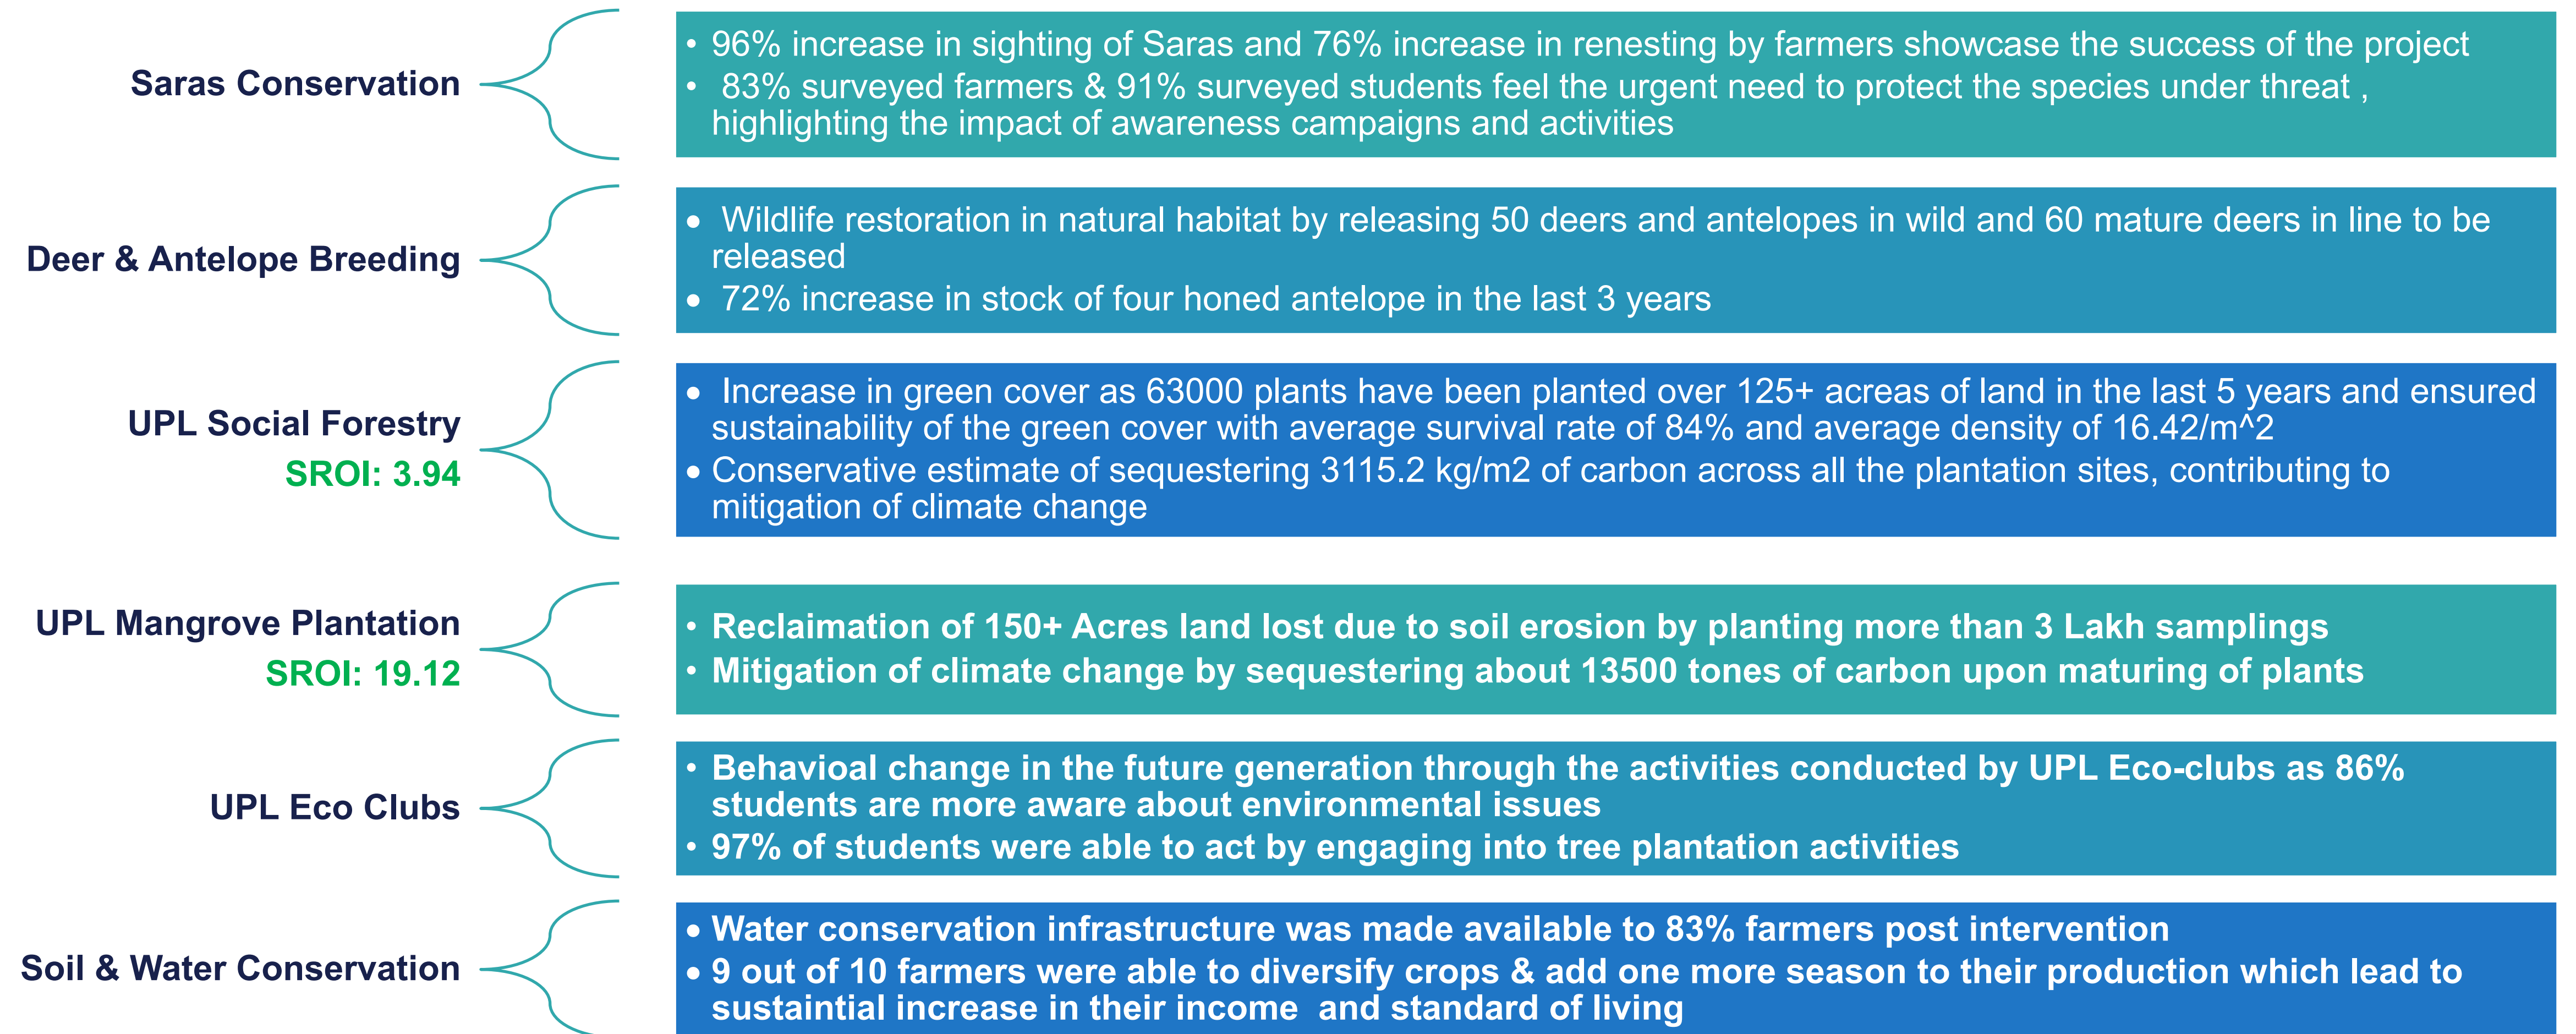 Saras Conservation
• 96% increase in sighting of Saras and 76% increase in renesting by farmers showcase the success of the project
• 83% surveyed farmers & 91% surveyed students feel the urgent need to protect the species under threat ,
highlighting the impact of awareness campaigns and activities
Deer & Antelope Breeding
• Wildlife restoration in natural habitat by releasing 50 deers and antelopes in wild and 60 mature deers in line to be
released
• 72% increase in stock of four honed antelope in the last 3 years
UPL Social Forestry
SROI: 3.94
• Increase in green cover as 63000 plants have been planted over 125+ acreas of land in the last 5 years and ensured
sustainability of the green cover with average survival rate of 84% and average density of 16.42/m^2
• Conservative estimate of sequestering 3115.2 kg/m2 of carbon across all the plantation sites, contributing to
mitigation of climate change
UPL Mangrove Plantation
SROI: 19.12
• Reclaimation of 150+ Acres land lost due to soil erosion by planting more than 3 Lakh samplings
• Mitigation of climate change by sequestering about 13500 tones of carbon upon maturing of plants
UPL Eco Clubs
• Behavioal change in the future generation through the activities conducted by UPL Eco-clubs as 86%
students are more aware about environmental issues
• 97% of students were able to act by engaging into tree plantation activities
Soil & Water Conservation
• Water conservation infrastructure was made available to 83% farmers post intervention
• 9 out of 10 farmers were able to diversify crops & add one more season to their production which lead to
sustaintial increase in their income and standard of living